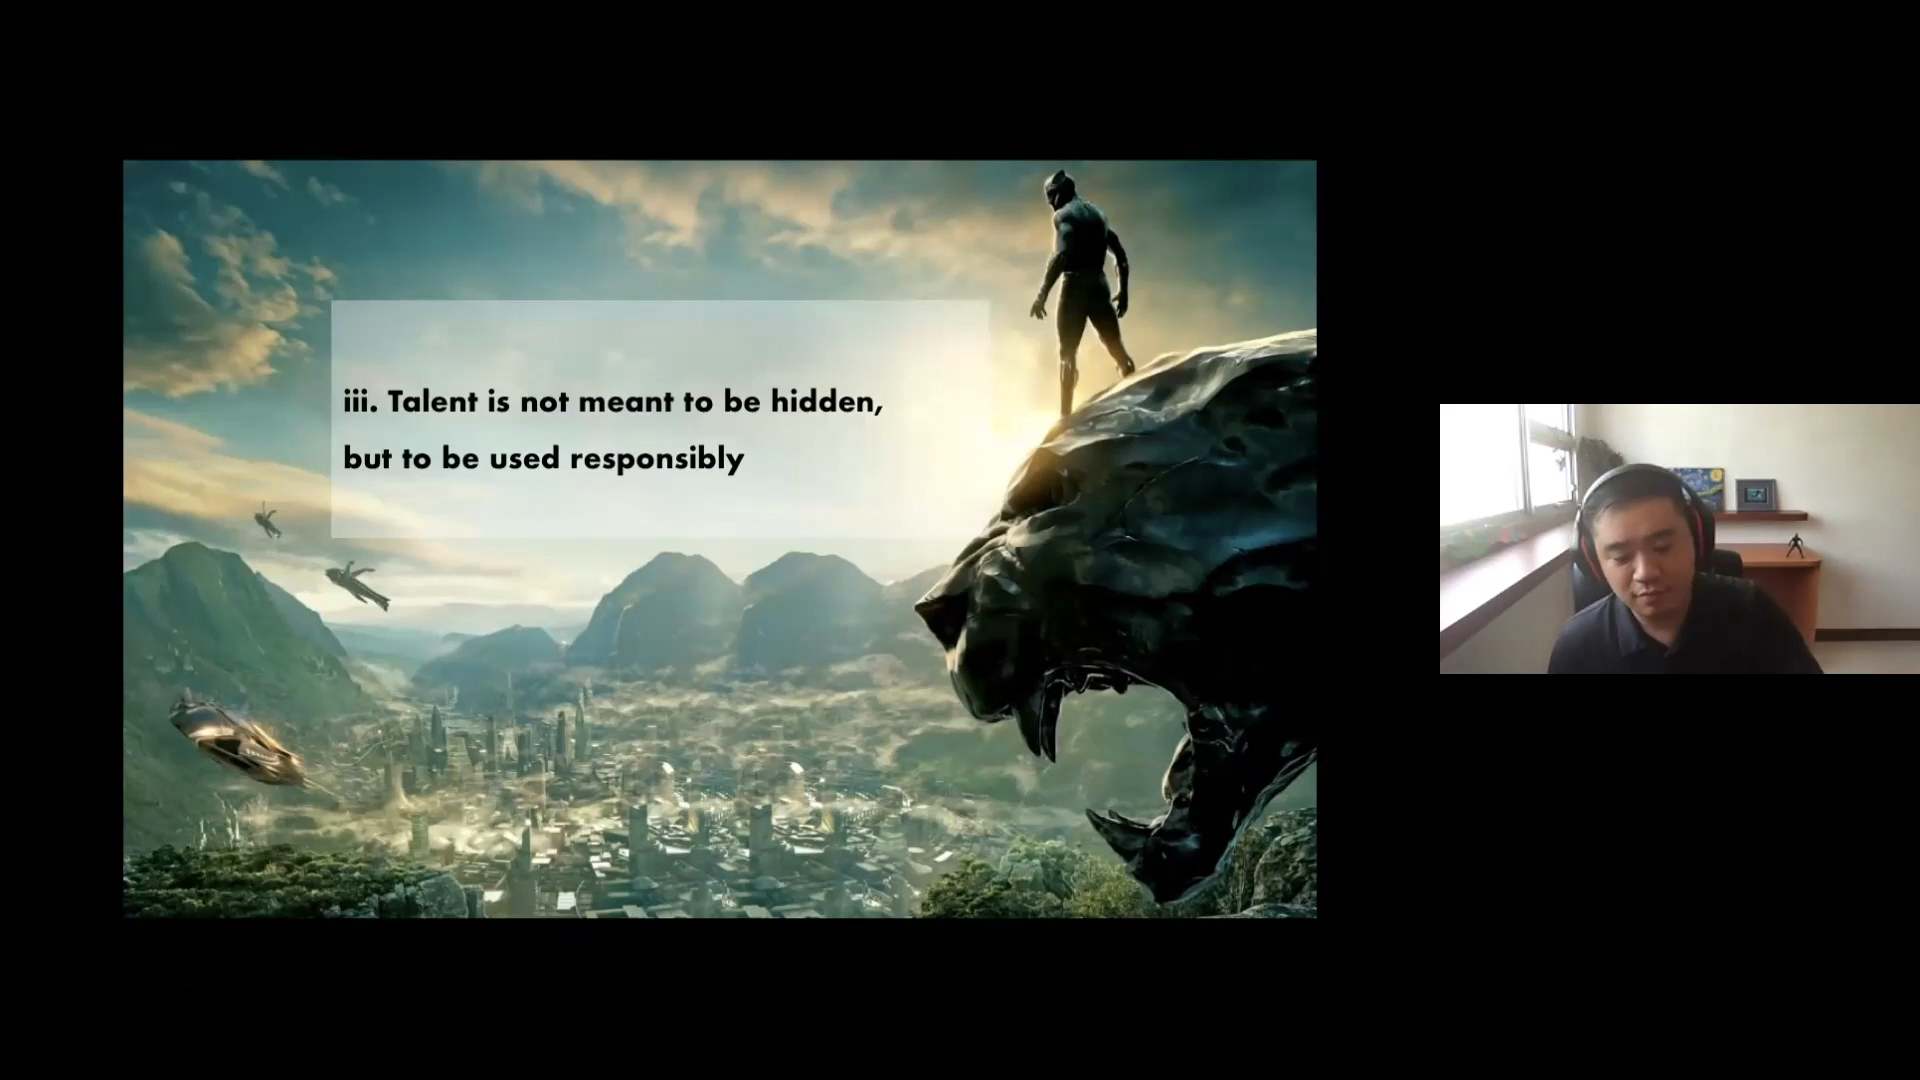 iii. Talent is not meant to be hidden,
but to be used responsibly